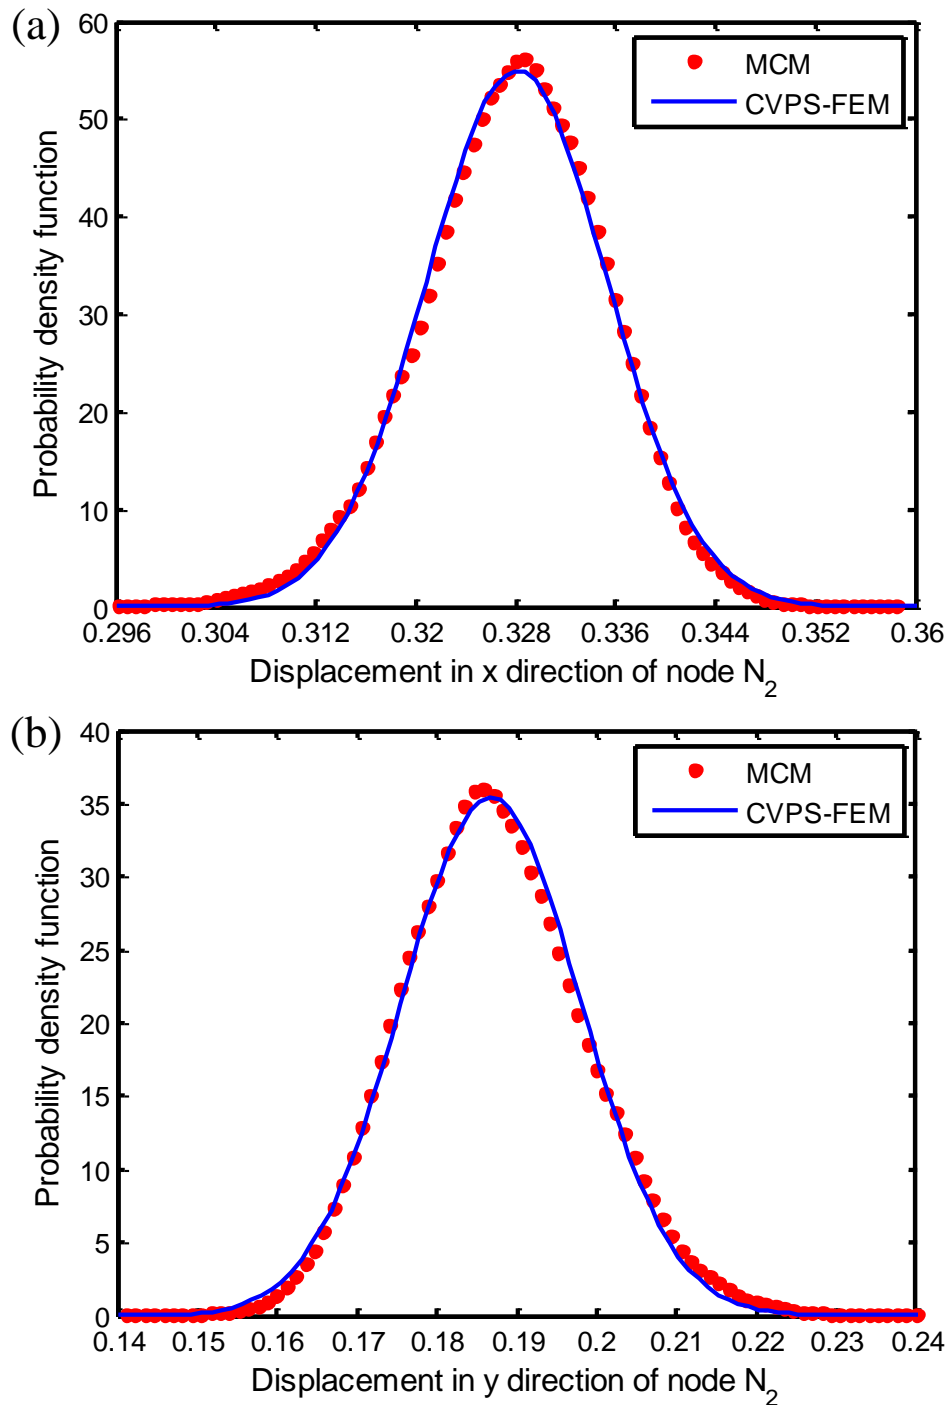 (a)
60
50
40
30
20
10
0
Probability density function
MCM
CVPS-FEM
0.296 0.304 0.312 0.32 0.328 0.336 0.344 0.352 0.36
Displacement in x direction of node N2
(b)
40
35
30
25
20
15
10
5
0
Probability density function
MCM
CVPS-FEM
0.14 0.15 0.16 0.17 0.18 0.19 0.2 0.21 0.22 0.23 0.24
Displacement in y direction of node N2